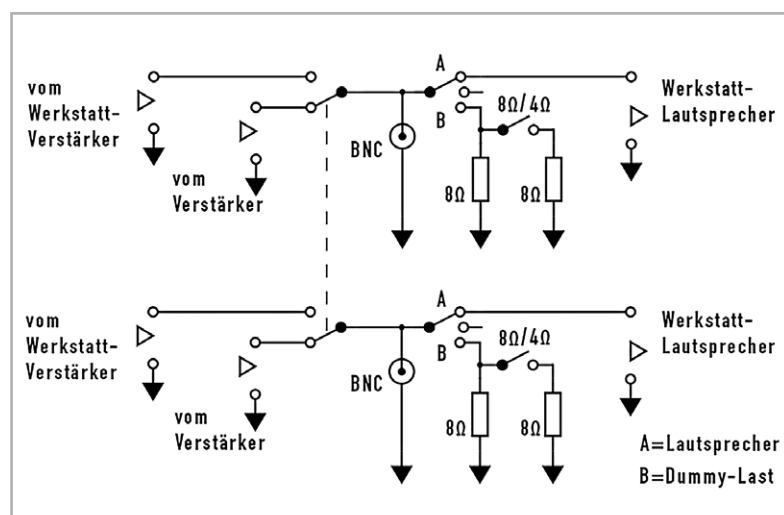 vom
Werkstatt-
Verstärker
vom
Verstärker
BNC
A
B
8Ω/4Ω
8Ω
8Ω
Werkstatt-
Lautsprecher
vom
Werkstatt-
Verstärker
vom
Verstärker
BNC
A
B
8Ω/4Ω
8Ω
8Ω
Werkstatt-
Lautsprecher
A=Lautsprecher
B=Dummy-Last